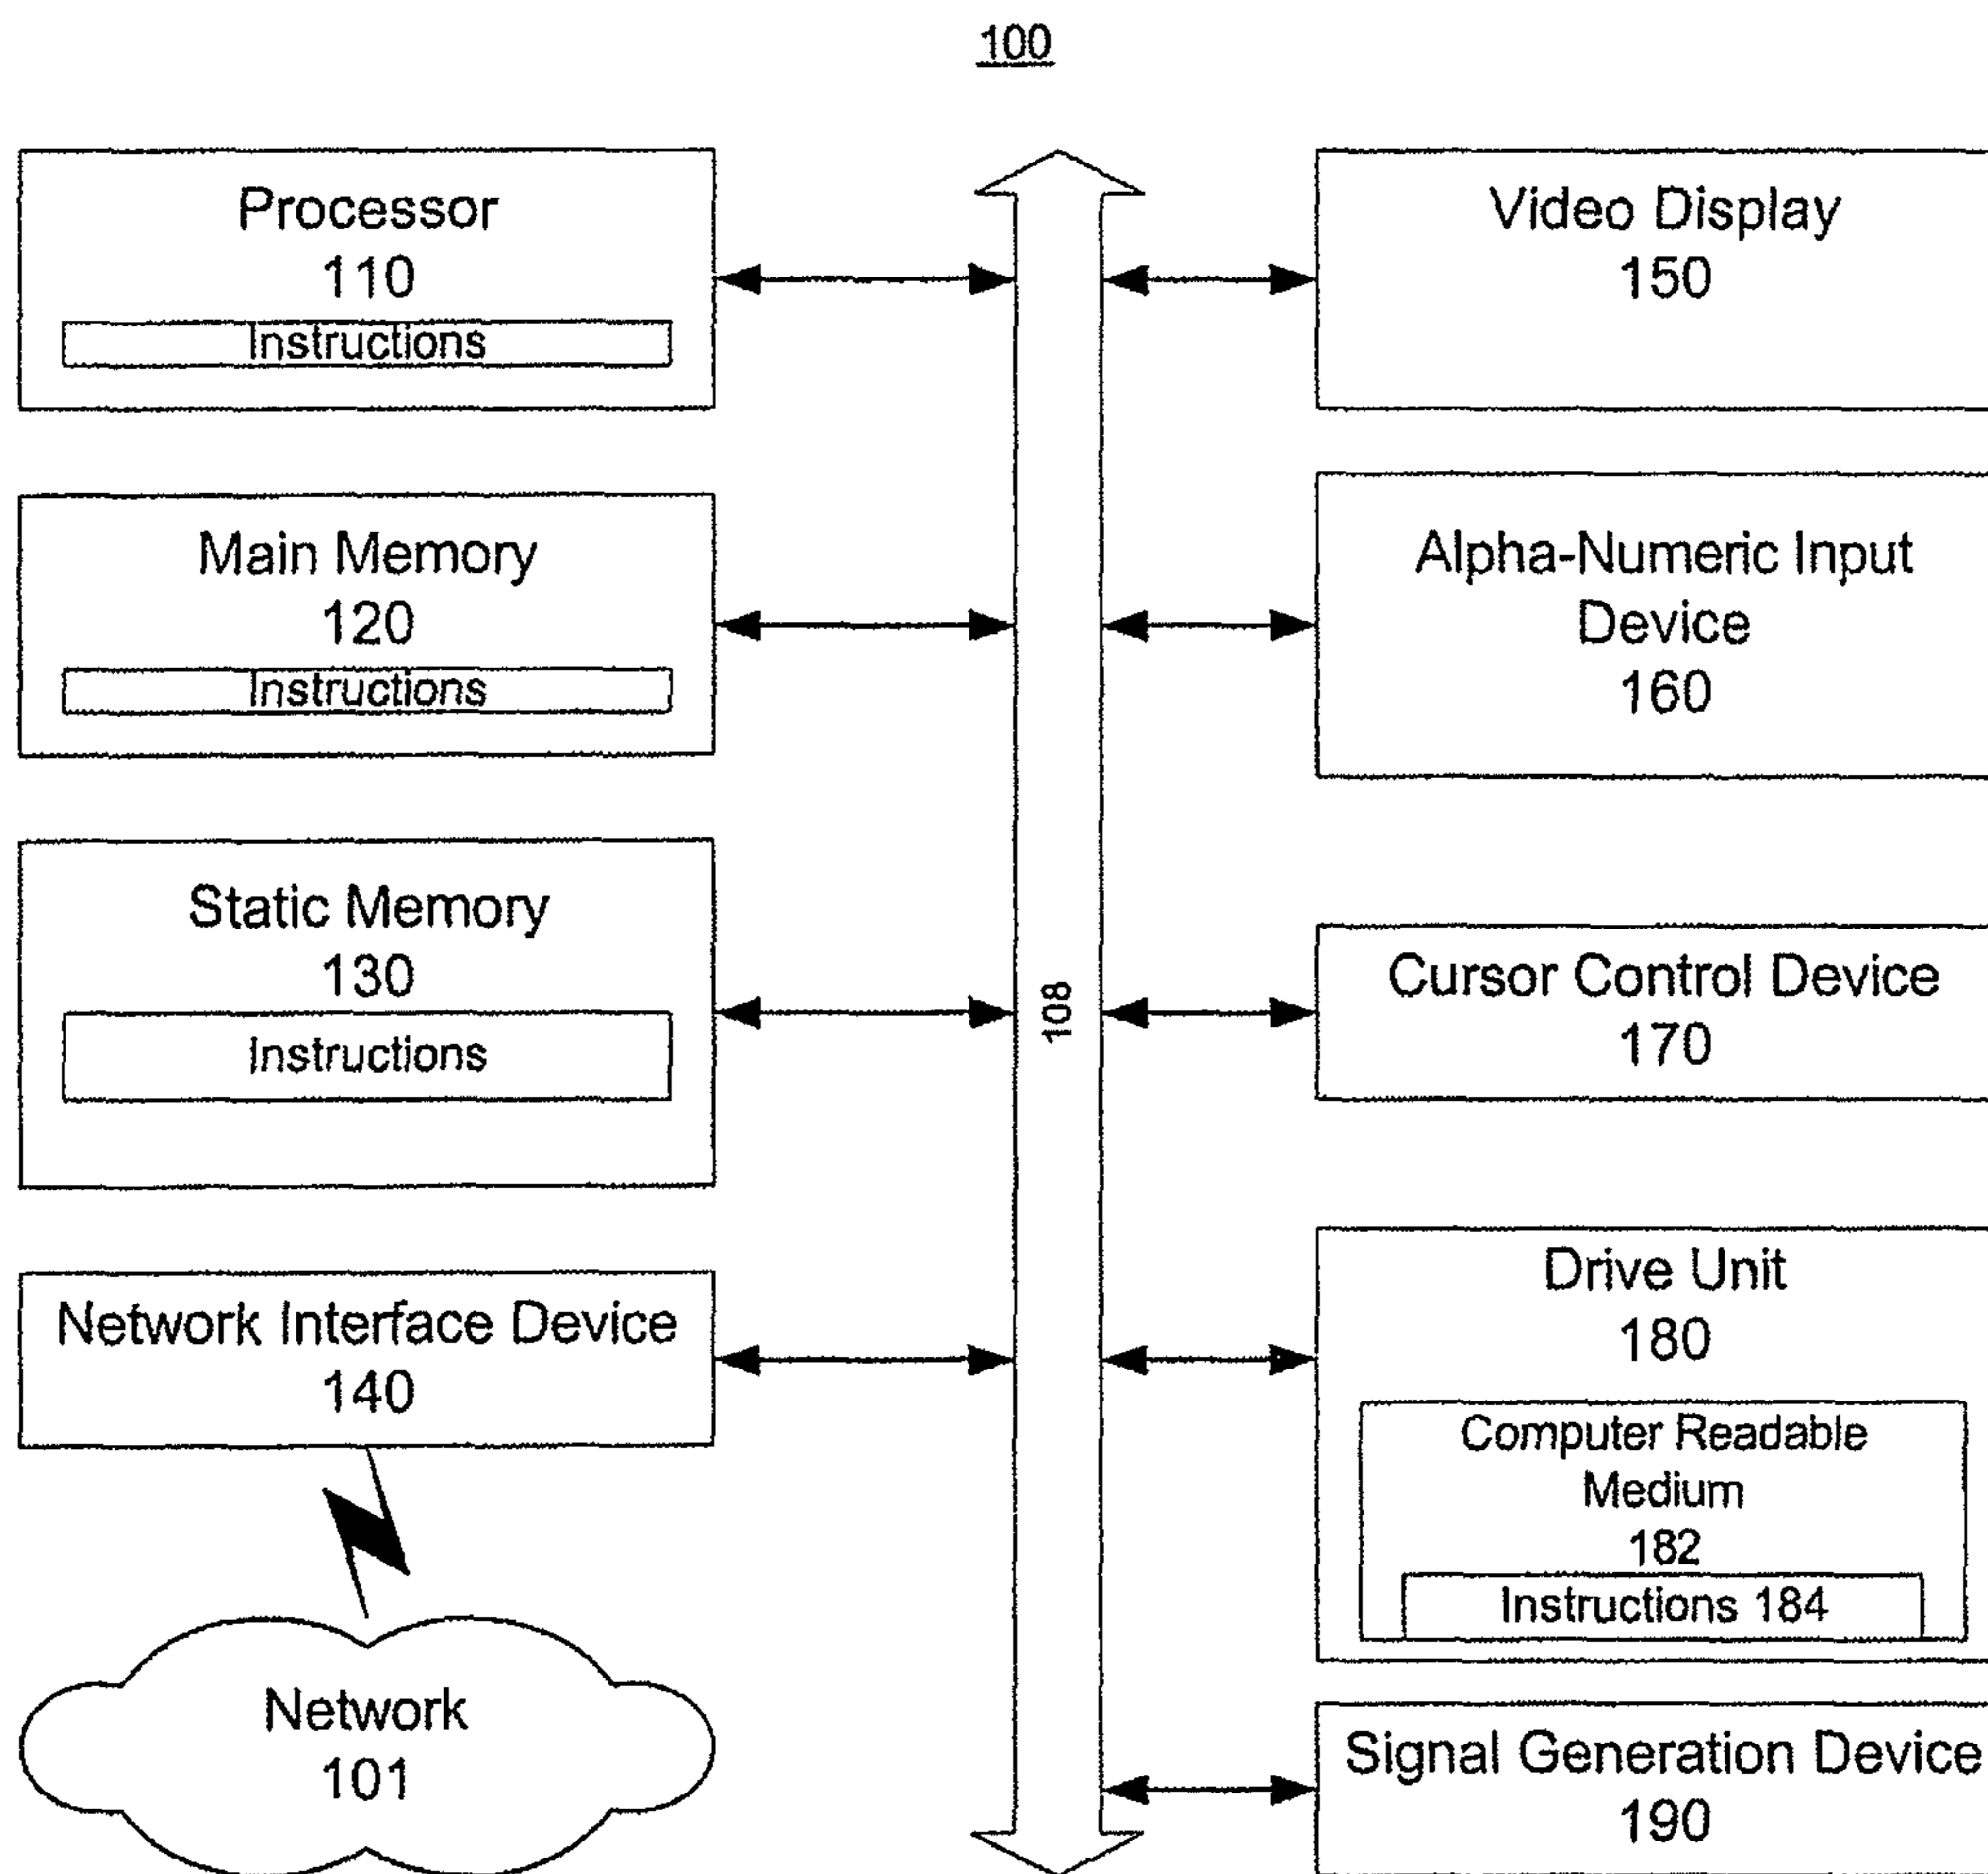 100
Processor
110
Instructions
Main Memory
120
Instructions
Static Memory
130
Instructions
Network Interface Device
140
Network
101
108
Video Display
150
Alpha-Numeric Input
Device
160
Cursor Control Device
170
Drive Unit
180
Computer Readable
Medium
182
Instructions 184
Signal Generation Device
190